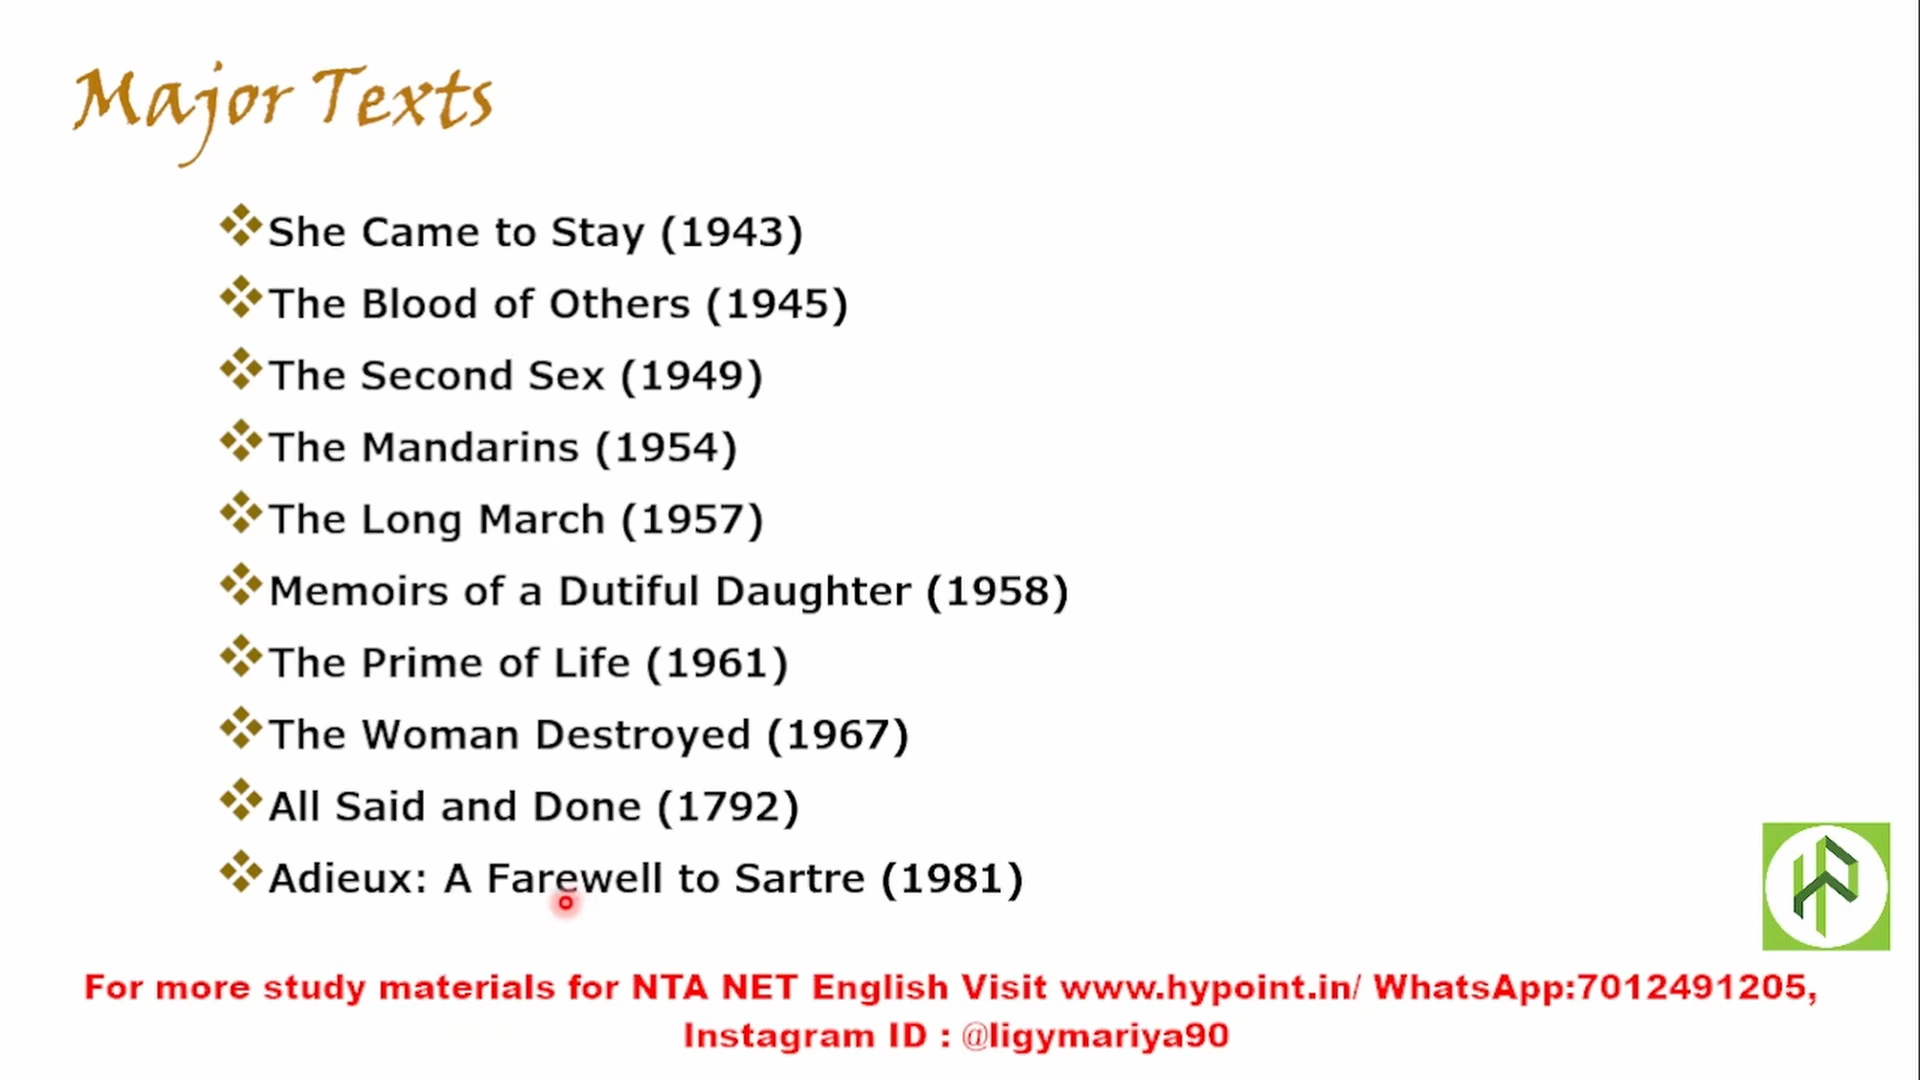 Major Texts
She Came to Stay (1943)
The Blood of Others (1945)
The Second Sex (1949)
The Mandarins (1954)
The Long March (1957)
Memoirs of a Dutiful Daughter (1958)
The Prime of Life (1961)
The Woman Destroyed (1967)
All Said and Done (1792)
Adieux: A Farewell to Sartre (1981)
For more study materials for NTA NET English Visit www.hypoint.in/ WhatsApp:7012491205,
Instagram ID : @ligymariya90